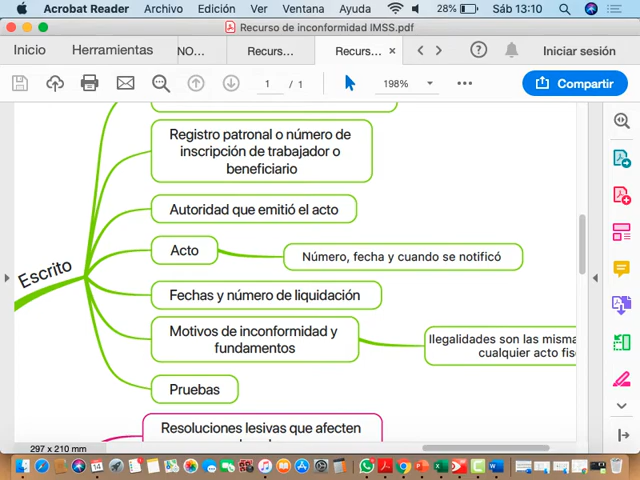 Acrobat Reader Archivo Edición Ver Ventana Ayuda 28% Sáb 13:10
Recurso de inconformidad IMSS.pdf
Inicio Herramientas NO... Recurs... Recurs... Iniciar sesión
1 / 1 198% Compartir
Registro patronal o número de
inscripción de trabajador o
beneficiario
Autoridad que emitió el acto
Escrito
Acto
Número, fecha y cuando se notificó
Fechas y número de liquidación
Motivos de inconformidad y
fundamentos
Ilegalidades son las misma
cualquier acto fis
Pruebas
Resoluciones lesivas que afecten
297 x 210 mm